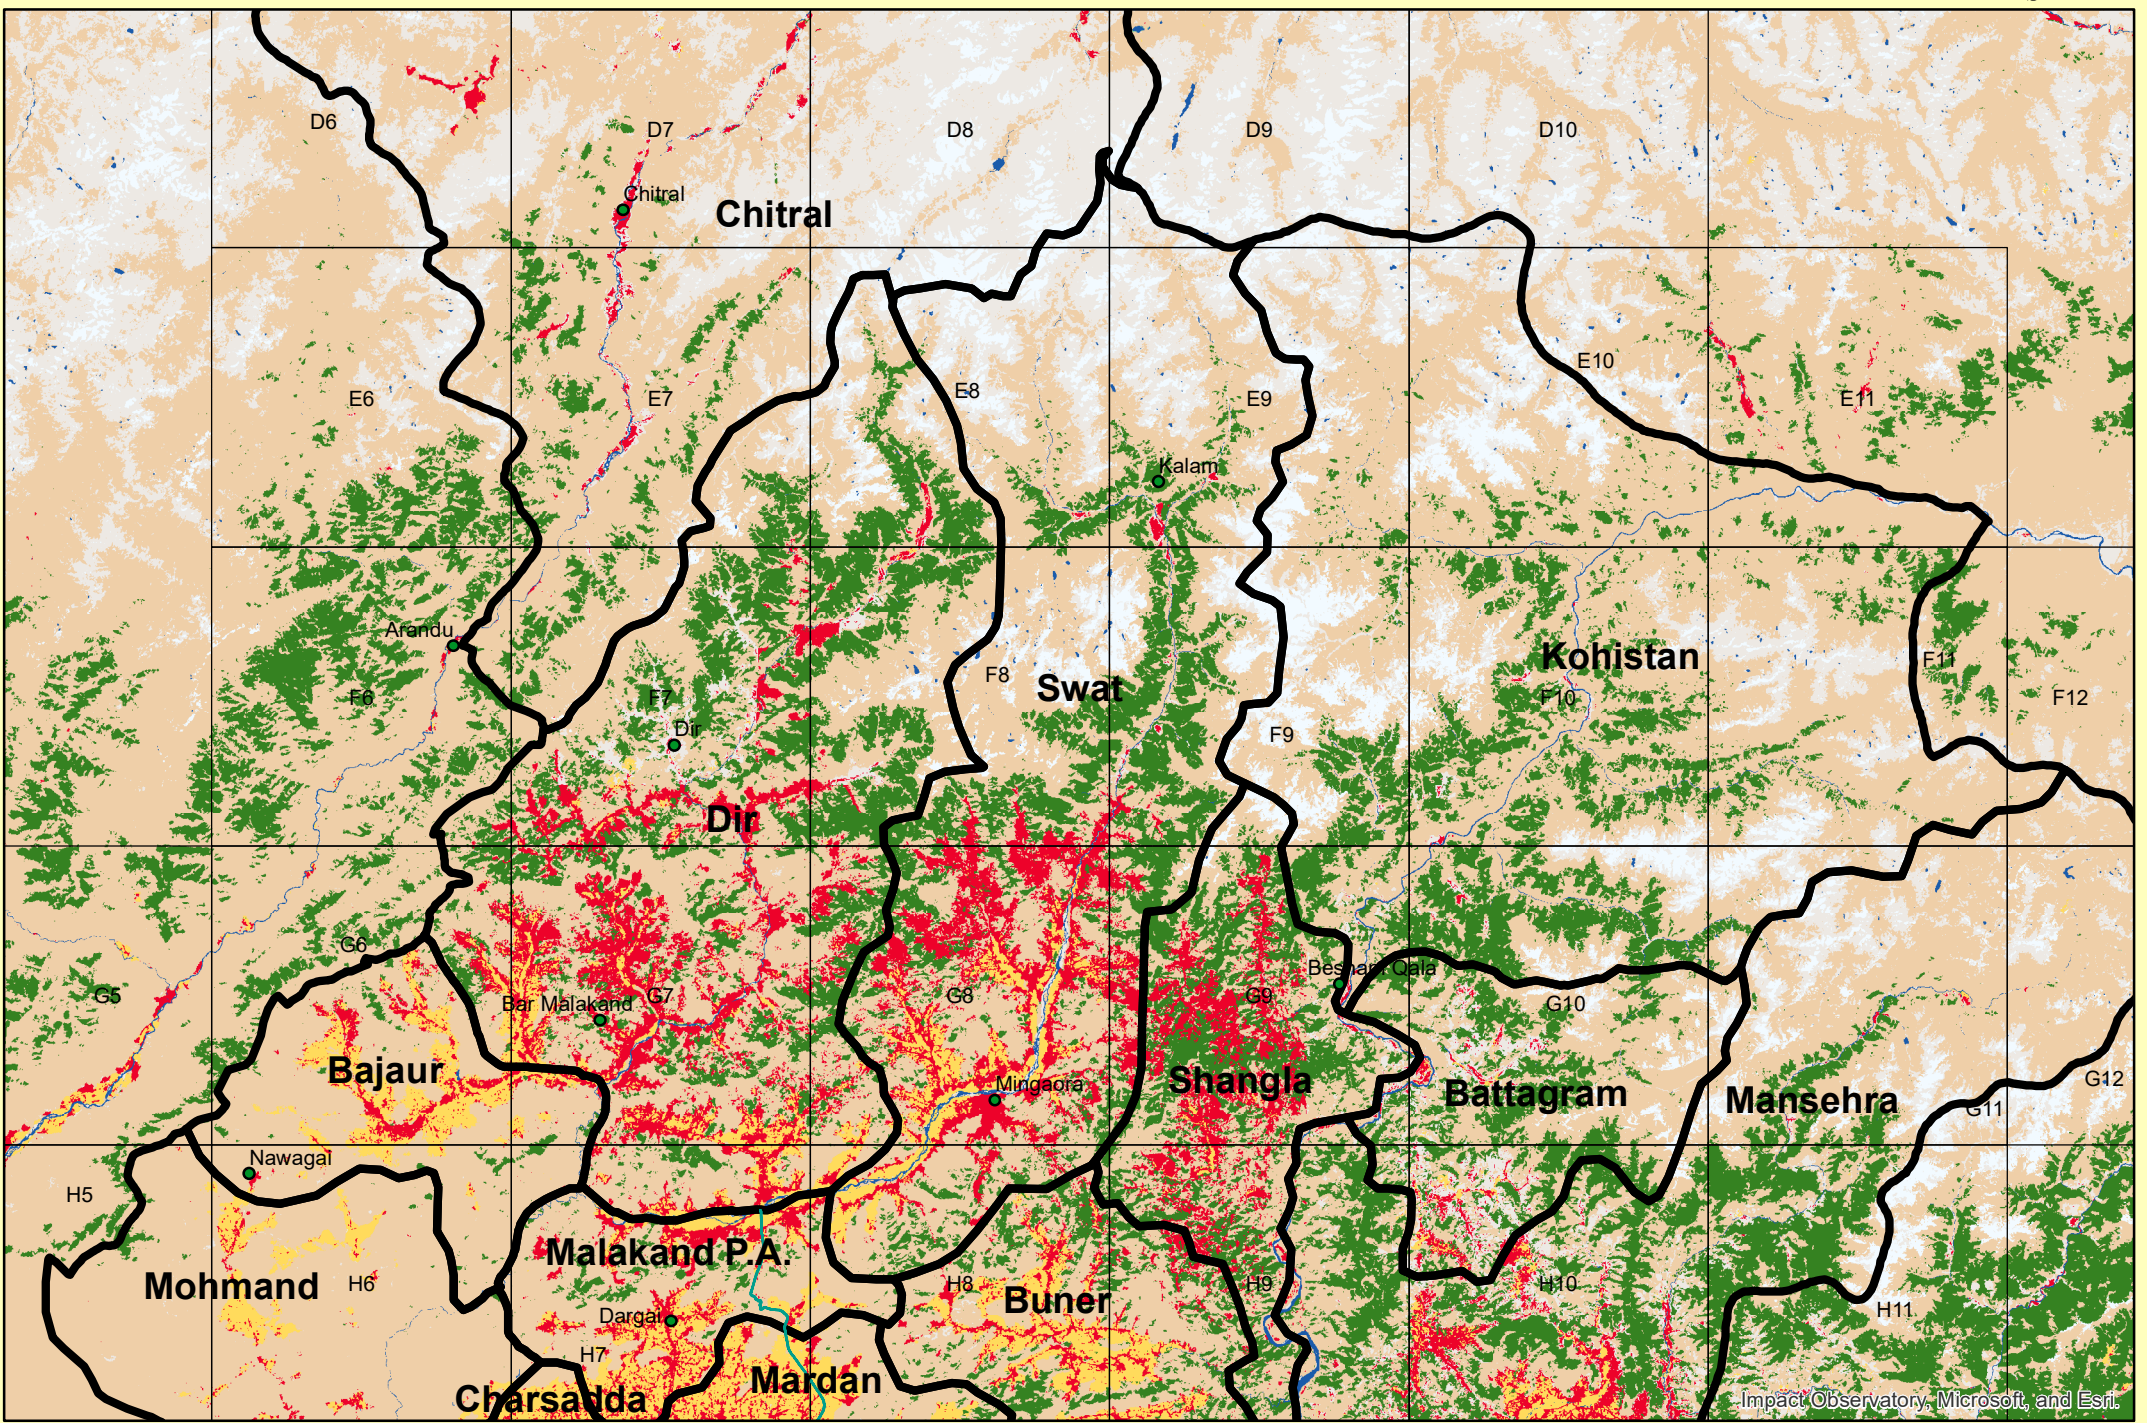 D6
D7
D8
D9
D10
Chitral
Chitral
E6
E7
E8
E9
E10
E11
Kalam
Arandu
F6
F7
F8
F9
F10
F11
F12
Swat
Kohistan
Dir
Dir
G5
G6
Bar Malakand
G7
G8
G9
Besham Qala
G10
Bajaur
Mingaora
Shangla
Battagram
Mansehra
G11
G12
Nawagai
H5
Mohmand
H6
Malakand P.A.
H8
Buner
H9
H10
H11
Dargai
H7
Charsadda
Mardan
Impact Observatory, Microsoft, and Esri.